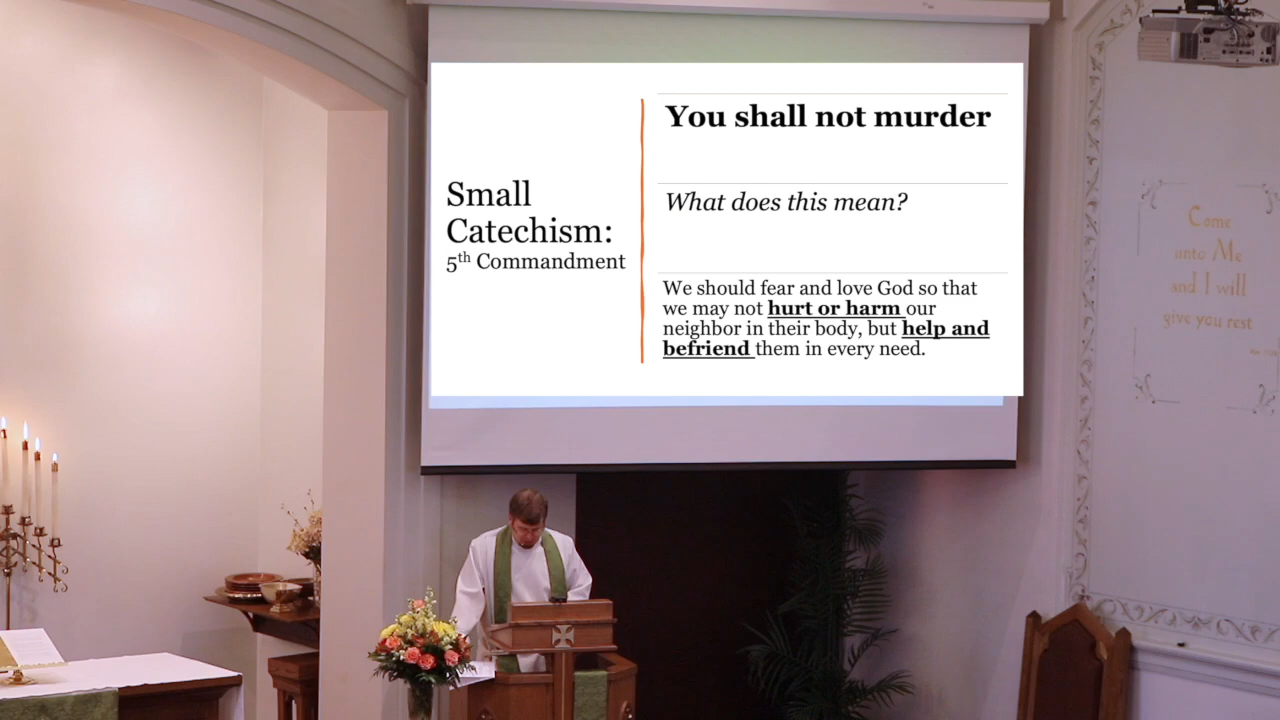 Small
Catechism:
5th Commandment
You shall not murder
What does this mean?
We should fear and love God so that
we may not hurt or harm our
neighbor in their body, but help and
befriend them in every need.
Come
unto Me
and I will
give you rest